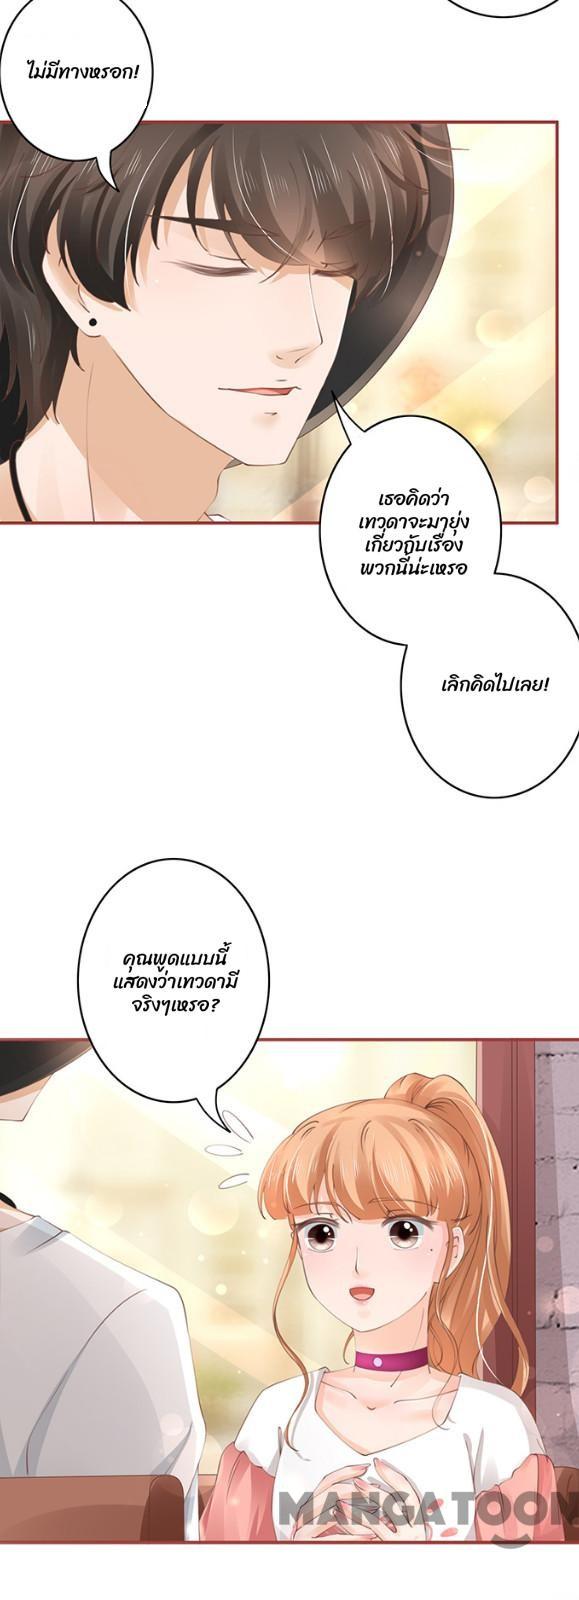 ไม่มีทางหรอก!
เธอคิดว่า
เทวดาจะมายุ่ง
เกี่ยวกับเรื่อง
พวกนี้น่ะเหรอ
เลิกคิดไปเลย!
คุณพูดแบบนี้
แสดงว่าเทวดามี
จริงๆเหรอ?
MANGATOON